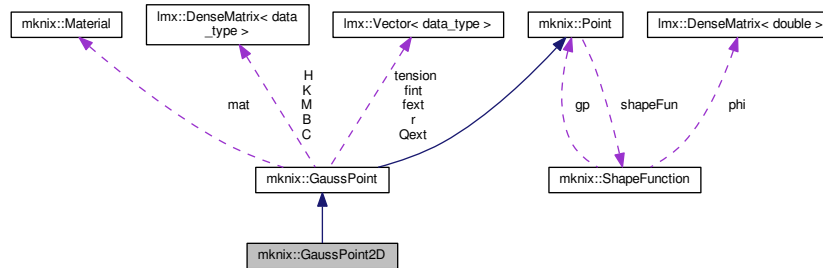 mknix::Material
lmx::DenseMatrix< data
_type >
lmx::Vector< data_type >
mknix::Point
lmx::DenseMatrix< double >
mat
H
K
M
B
C
tension
fint
fext
r
Qext
gp
shapeFun
phi
mknix::GaussPoint
mknix::ShapeFunction
mknix::GaussPoint2D